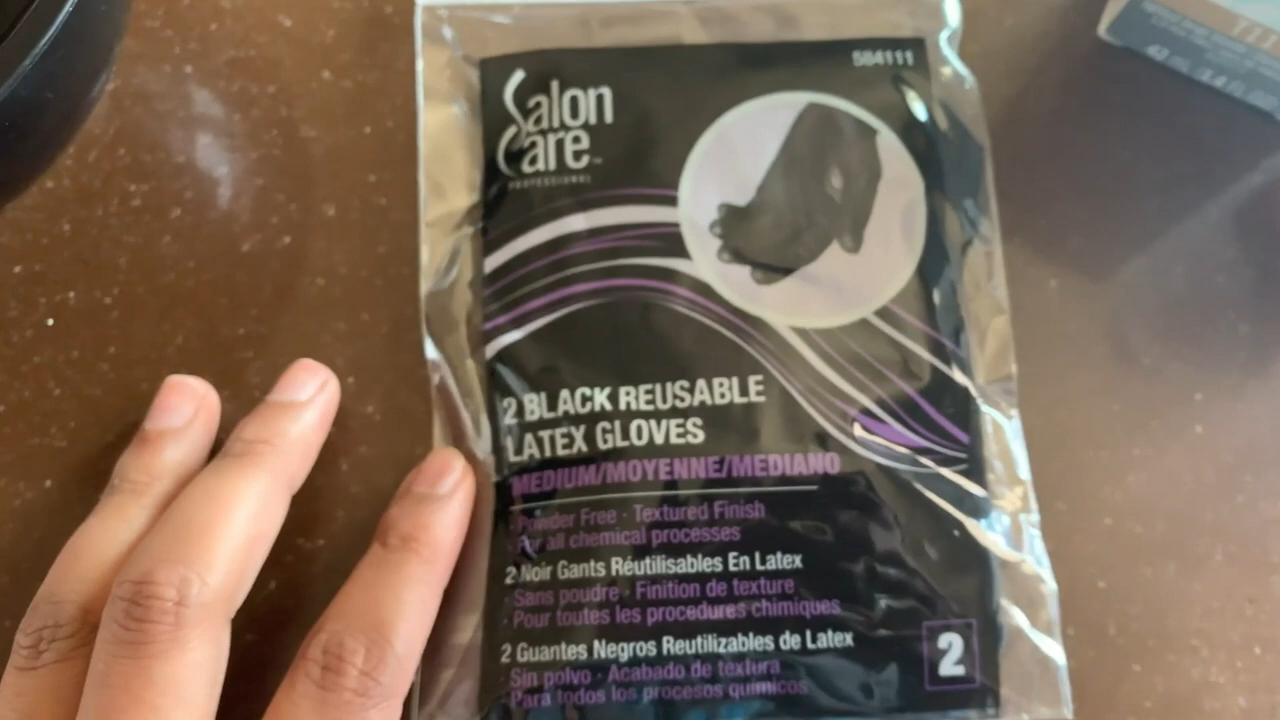 584111
Salon
Care
PROFESSIONAL
2 BLACK REUSABLE
LATEX GLOVES
MEDIUM/MOYENNE/MEDIANO
· Powder Free · Textured Finish
· For all chemical processes
2 Noir Gants Réutilisables En Latex
· Sans poudre · Finition de texture
· Pour toutes les procedures chimiques
2 Guantes Negros Reutilizables de Latex
· Sin polvo · Acabado de textura
· Para todos los procesos quimicos
2